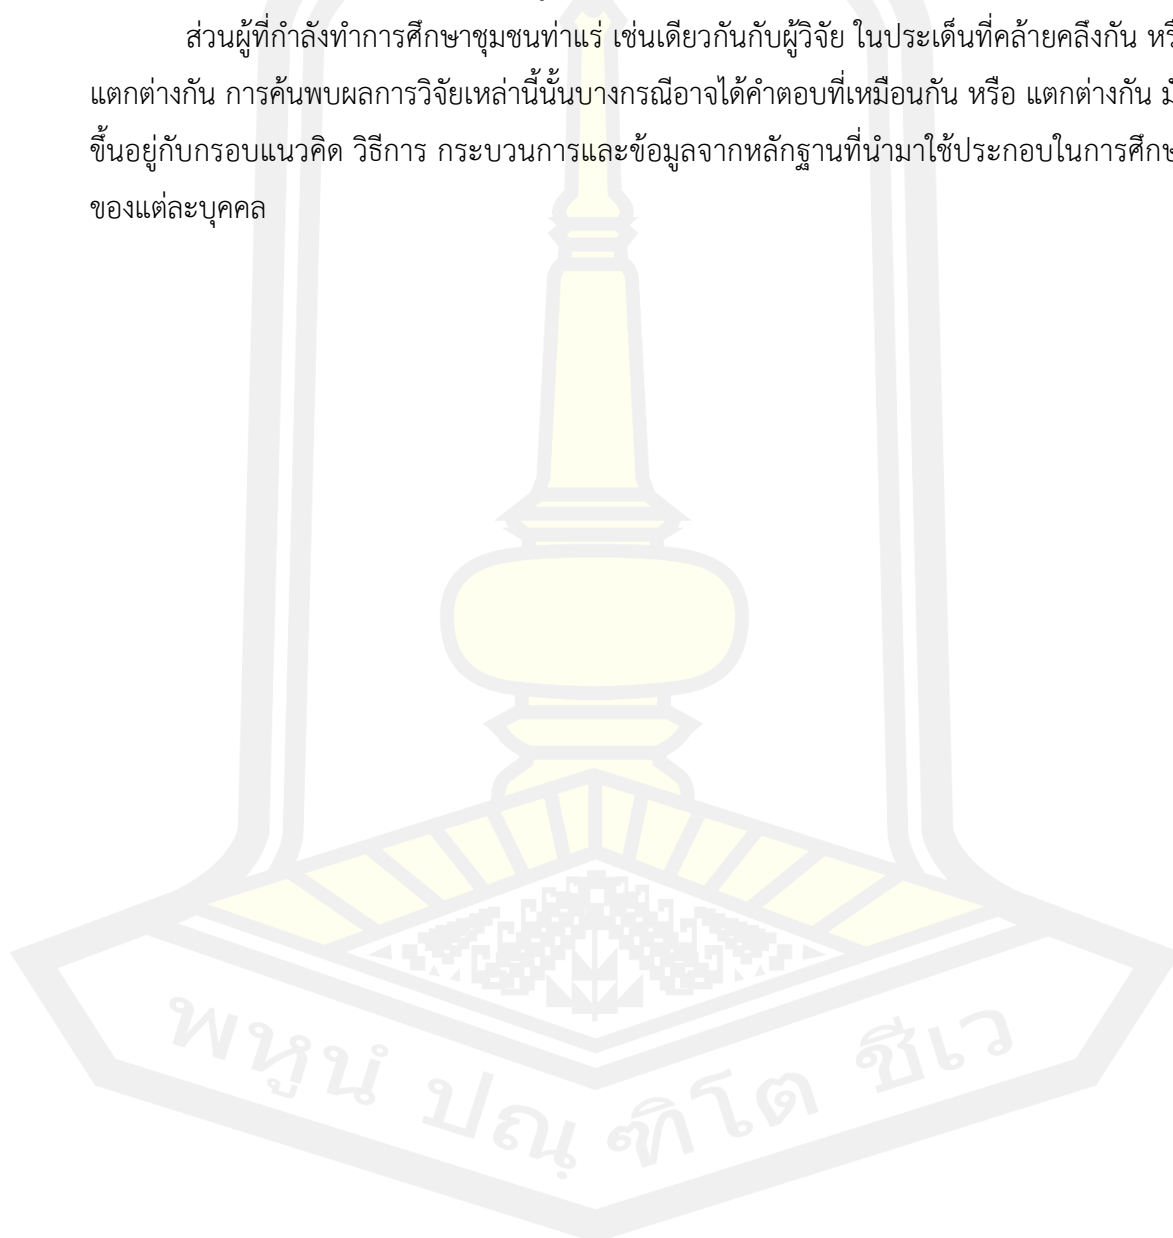 ส่วนผู้ที่กำลังทำการศึกษาชุมชนท่าแร่ เช่นเดียวกันกับผู้วิจัย ในประเด็นที่คล้ายคลึงกัน
แตกต่างกัน การค้นพบผลการวิจัยเหล่านี้นั้นบางกรณีอาจได้คำตอบที่เหมือนกัน หรือ แตกต่างกัน
ขึ้นอยู่กับกรอบแนวคิด วิธีการ กระบวนการและข้อมูลจากหลักฐานที่นำมาใช้ประกอบในการ
ของแต่ละบุคคล
พหูนํ ปณฺฑิโต ชีเว